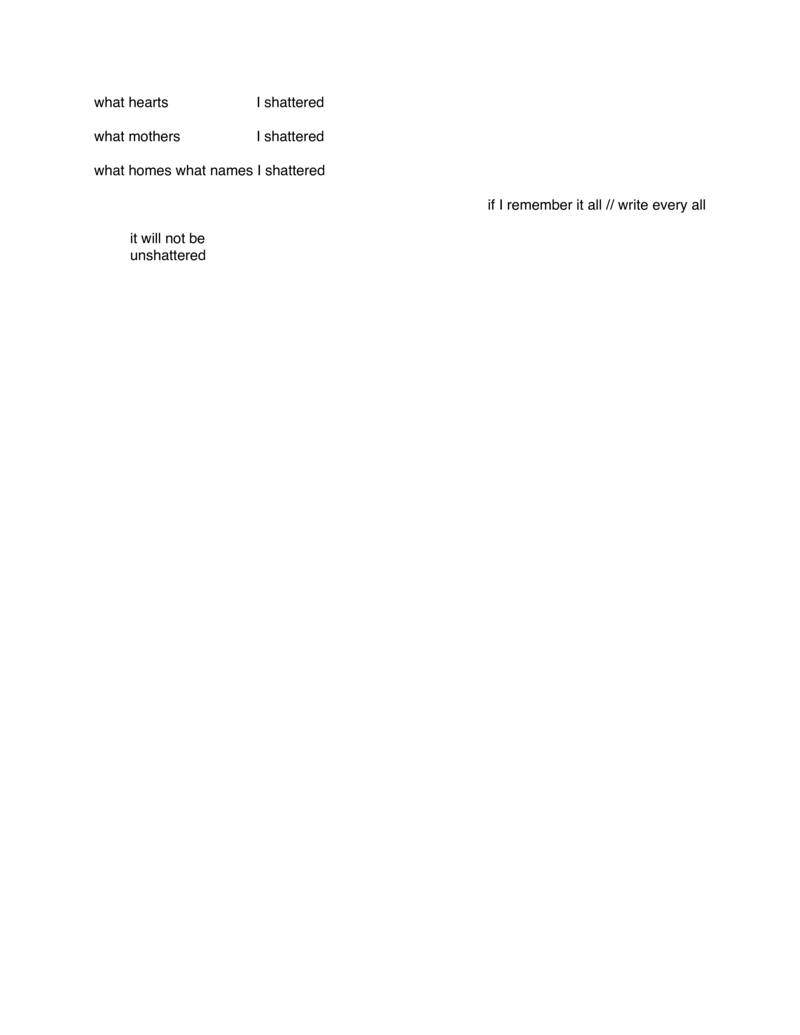 what hearts I shattered
what mothers I shattered
what homes what names I shattered
if I remember it all // write every all
it will not be
unshattered